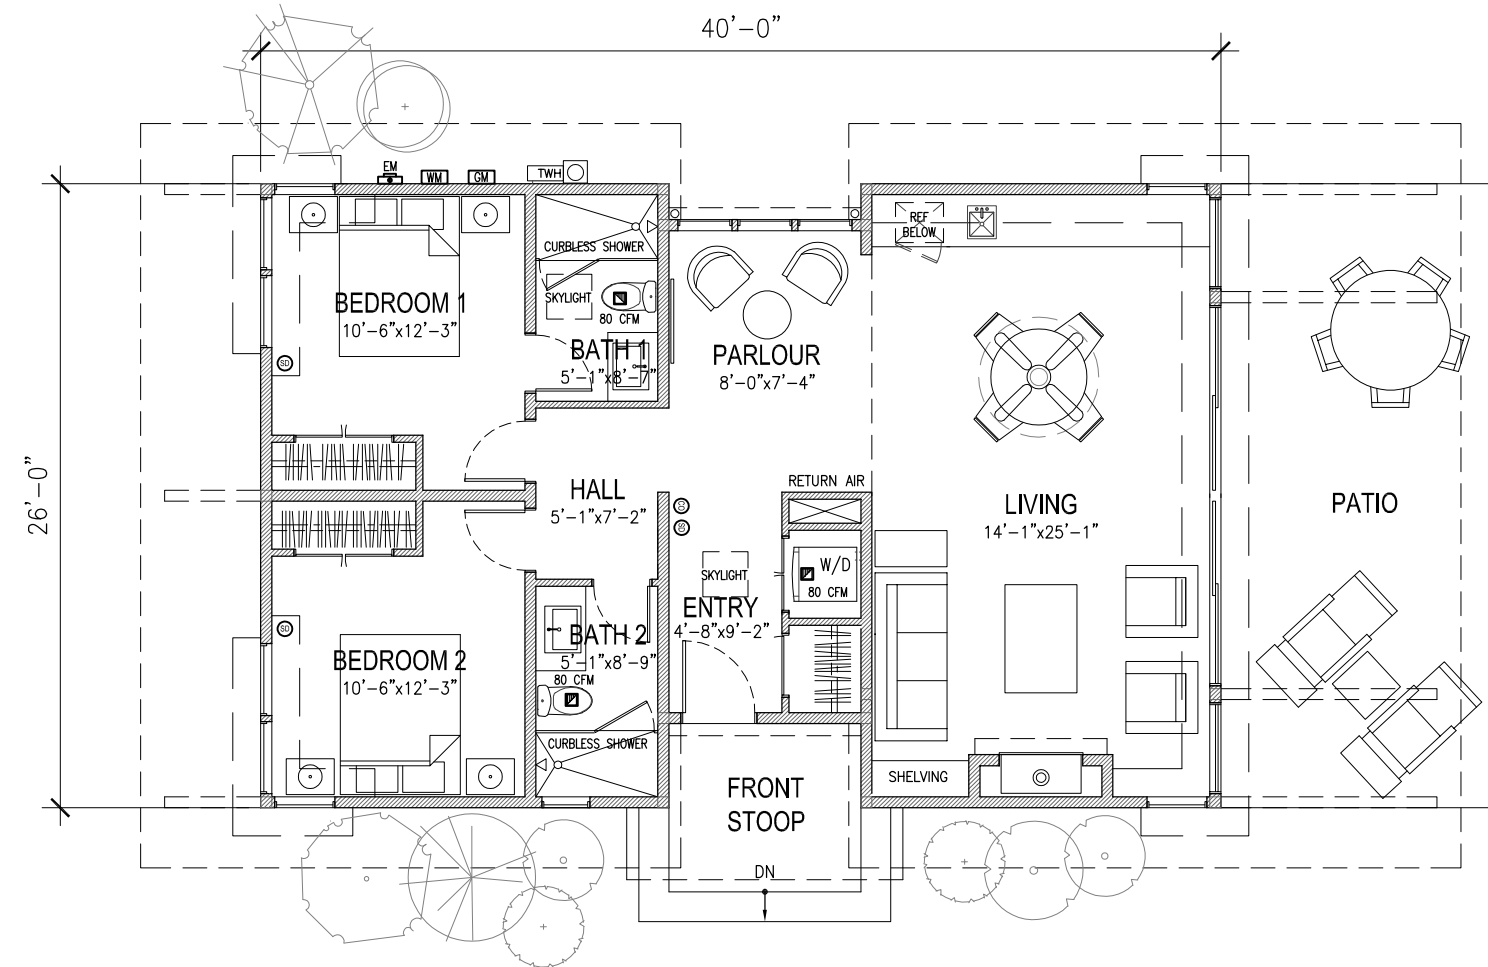 40'-0"
26'-0"
EM
WM
GM
TWH
CURBLESS SHOWER
SKYLIGHT
80 CFM
BATH 1
5'-1"x8'-7"
BEDROOM 1
10'-6"x12'-3"
SD
PARLOUR
8'-0"x7'-4"
REF
BELOW
HALL
5'-1"x7'-2"
RETURN AIR
CO
SD
LIVING
14'-1"x25'-1"
PATIO
SKYLIGHT
W/D
80 CFM
ENTRY
4'-8"x9'-2"
SD
BATH 2
5'-1"x8'-9"
80 CFM
BEDROOM 2
10'-6"x12'-3"
CURBLESS SHOWER
SHELVING
FRONT
STOOP
DN